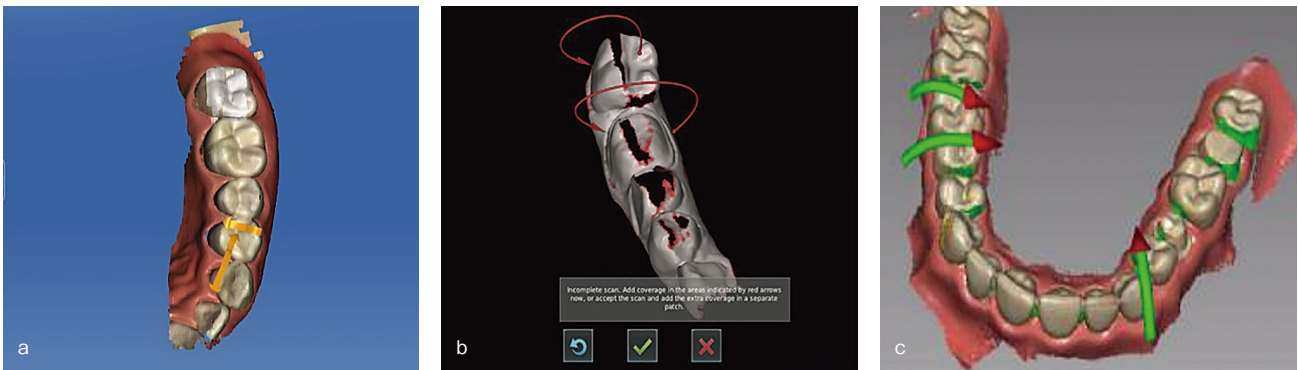 Incomplete scan. Add coverage in the areas indicated by red arrows
now, or accept the scan and add the extra coverage in a separate
patch.
a
b
c